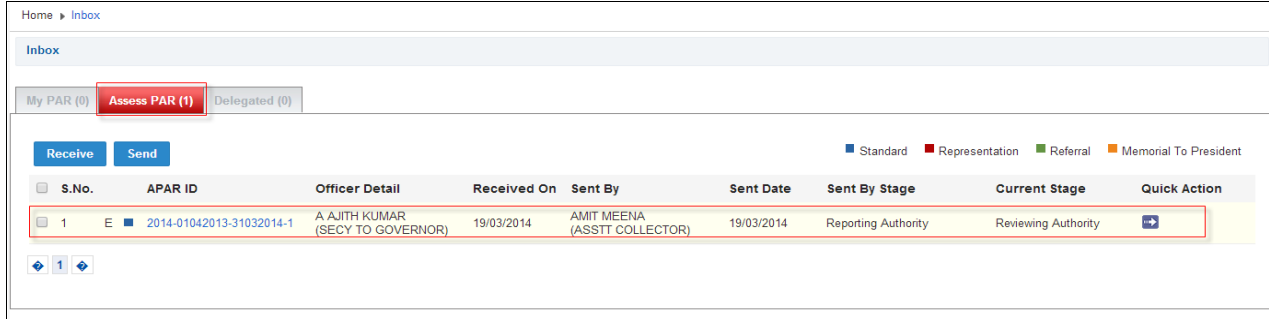 Home Inbox
Inbox
My PAR (0) Assess PAR (1) Delegated (0)
Receive Send Standard Representation Referral Memorial To President
S.No. APAR ID Officer Detail Received On Sent By Sent Date Sent By Stage Current Stage Quick Action
1 E 2014-01042013-31032014-1 A AJITH KUMAR 19/03/2014 AMIT MEENA 19/03/2014 Reporting Authority Reviewing Authority
(SECY TO GOVERNOR) (ASSTT COLLECTOR)
� 1 �